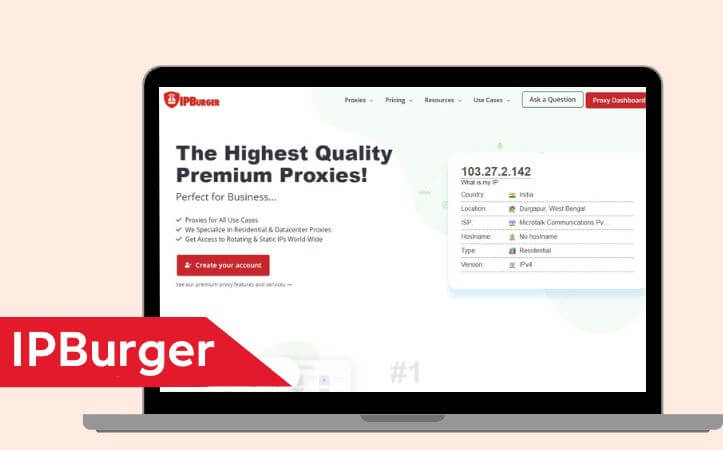 IPBURGER
Proxies
Pricing
Resources
Use Cases
Ask a Question
Proxy Dashboard
The Highest Quality
Premium Proxies!
Perfect for Business...
Proxies for All Use Cases
We Specialize in Residential & Datacenter Proxies
Get Access to Rotating & Static IPs World-Wide
Create your account
See our premium proxy features and services
103.27.2.142
What is my IP
Country: India
Location: Durgapur, West Bengal
ISP: Microtalk Communications Pv...
Hostname: No hostname
Type: Residential
Version: IPv4
#1
IPBurger